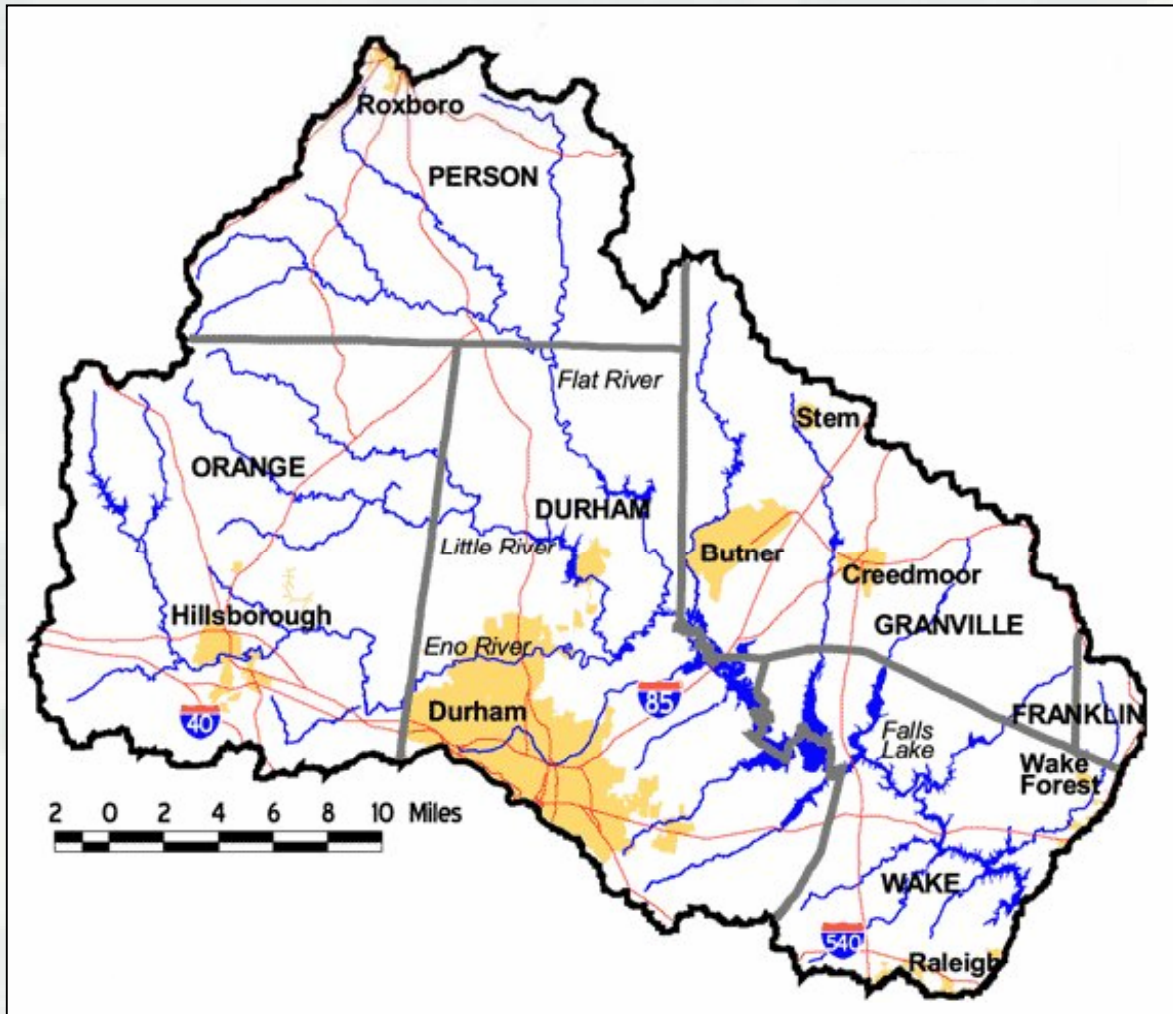 Roxboro
PERSON
Flat River
Stem
ORANGE
DURHAM
Little River
Butner
Creedmoor
Hillsborough
GRANVILLE
Eno River
85
40
Durham
FRANKLIN
Falls
Lake
Wake
Forest
2 0 2 4 6 8 10 Miles
WAKE
540
Raleigh